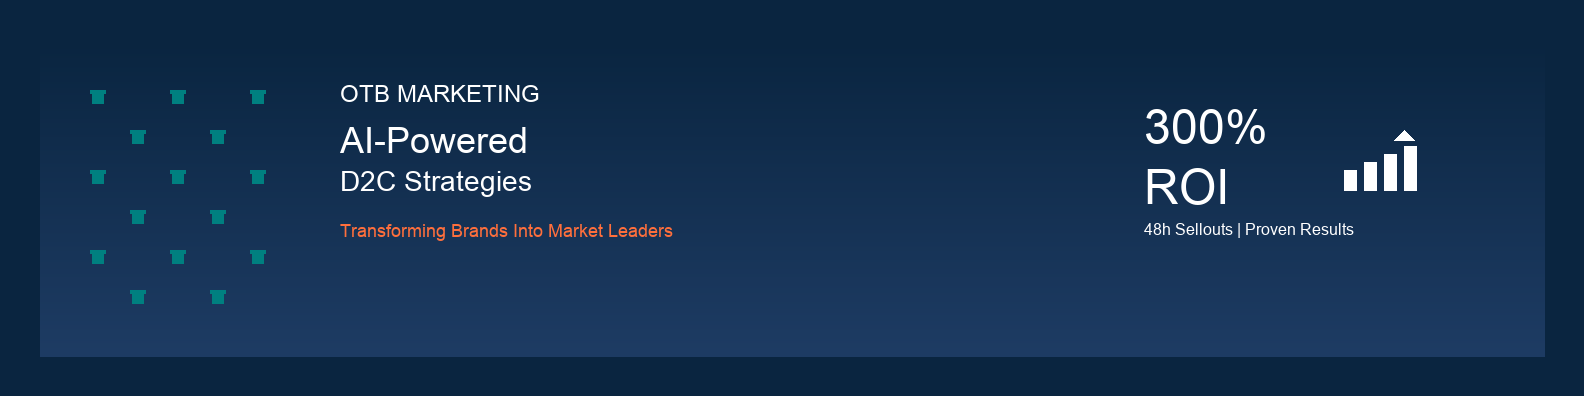 OTB MARKETING
AI-Powered
D2C Strategies
Transforming Brands Into Market Leaders
300%
ROI
48h Sellouts | Proven Results